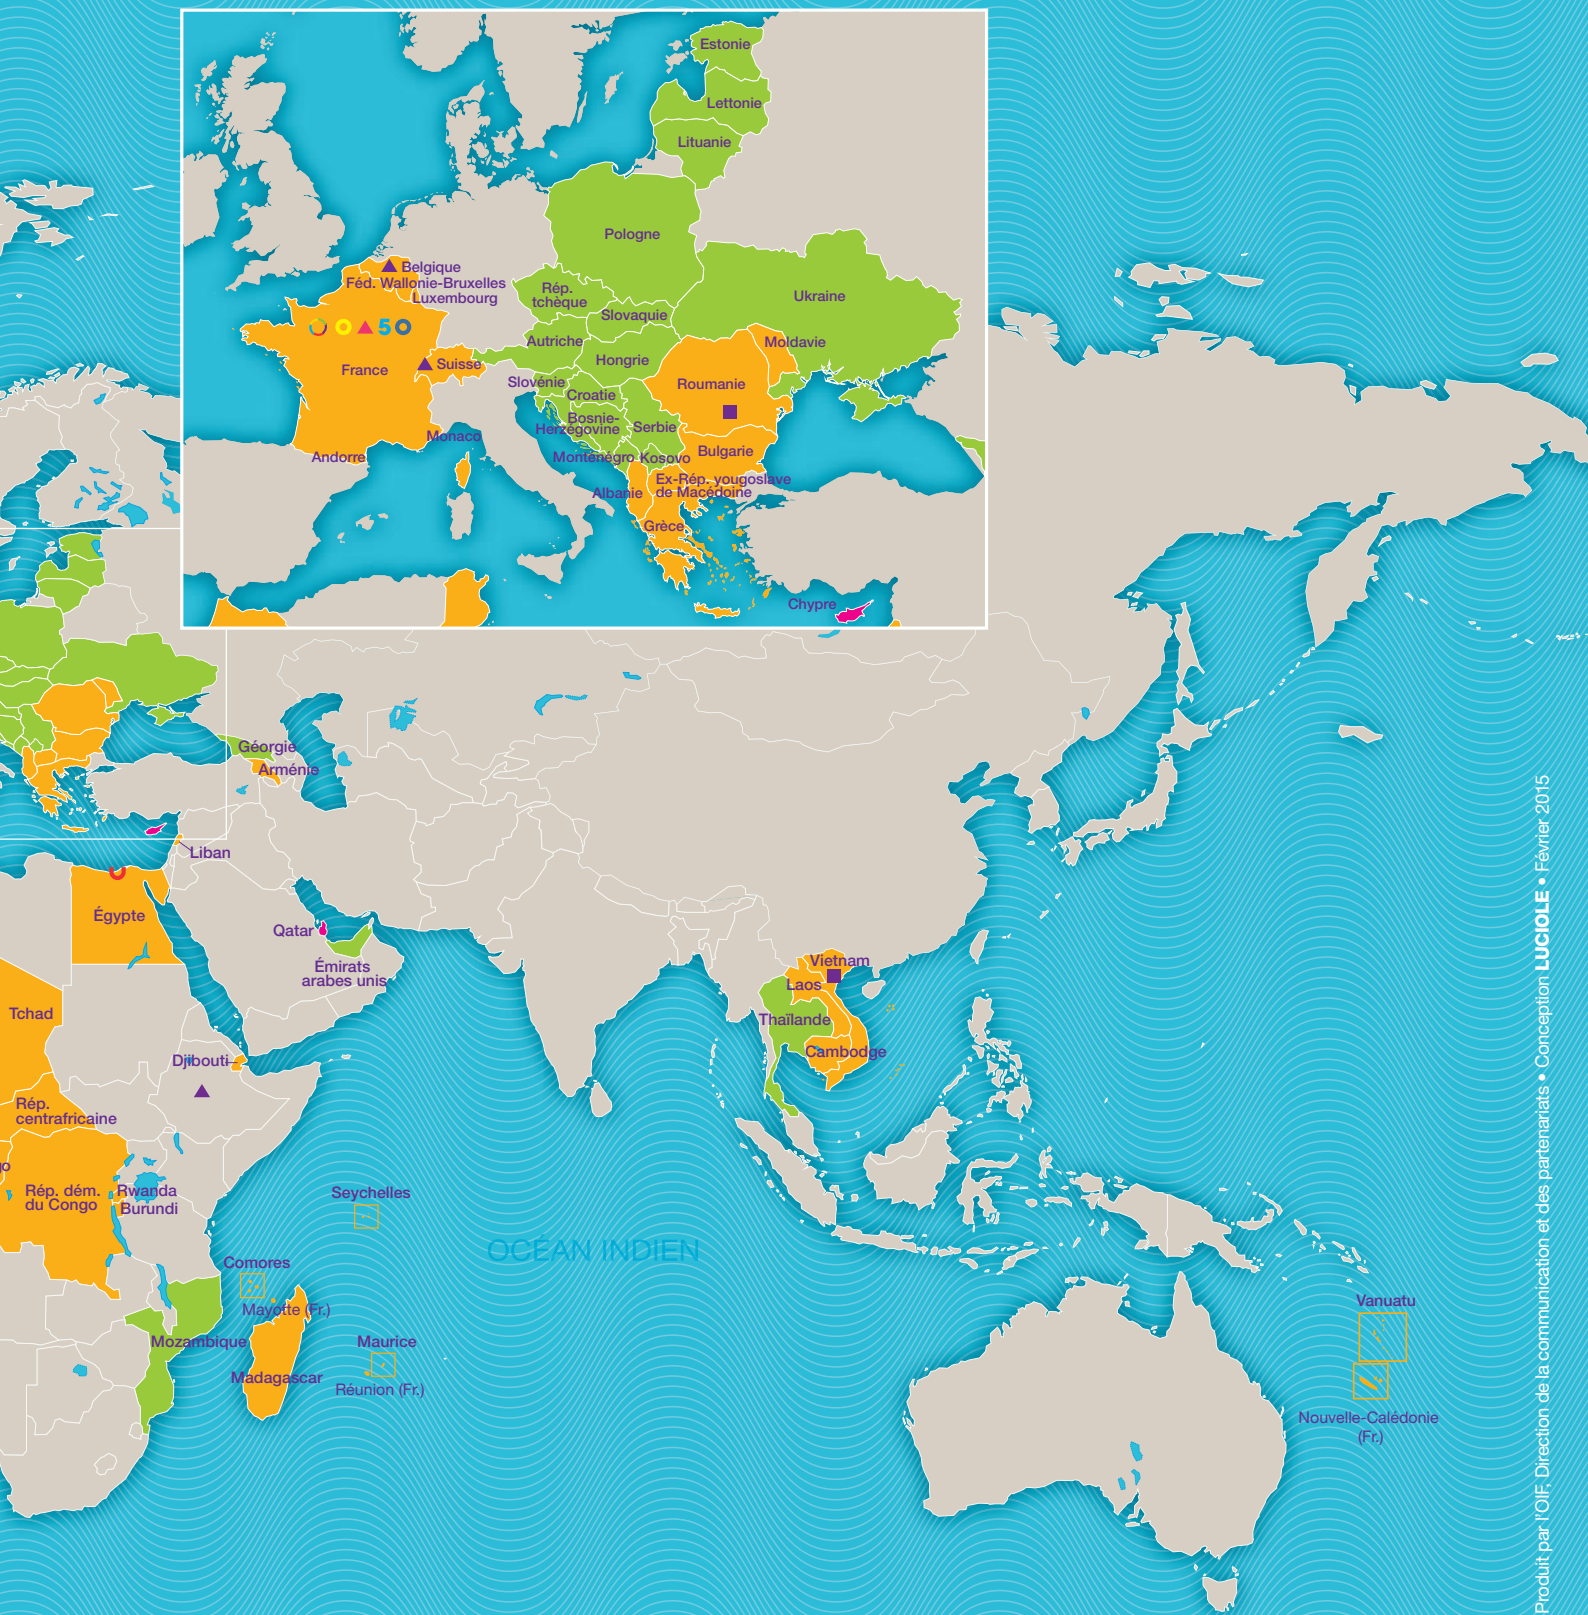 Estonie
Lettonie
Lituanie
Pologne
Belgique
Féd. Wallonie-Bruxelles
Luxembourg
Rép.
tchèque
Ukraine
Slovaquie
5
Autriche
Moldavie
France
Suisse
Hongrie
Slovénie
Roumanie
Croatie
Bosnie-
Herzégovine
Serbie
Monaco
Andorre
Monténégro
Kosovo
Bulgarie
Ex-Rép. yougoslave
de Macédoine
Albanie
Grèce
Chypre
Géorgie
Arménie
Liban
Égypte
Qatar
Émirats
arabes unis
Vietnam
Laos
Thaïlande
Cambodge
Tchad
Djibouti
Rép.
centrafricaine
go
Rép. dém.
du Congo
Rwanda
Burundi
Seychelles
OCÉAN INDIEN
Comores
Mayotte (Fr.)
Mozambique
Maurice
Madagascar
Réunion (Fr.)
Vanuatu
Nouvelle-Calédonie
(Fr.)
Produit par l'OIF, Direction de la communication et des partenariats • Conception LUCIOLE • Février 2015